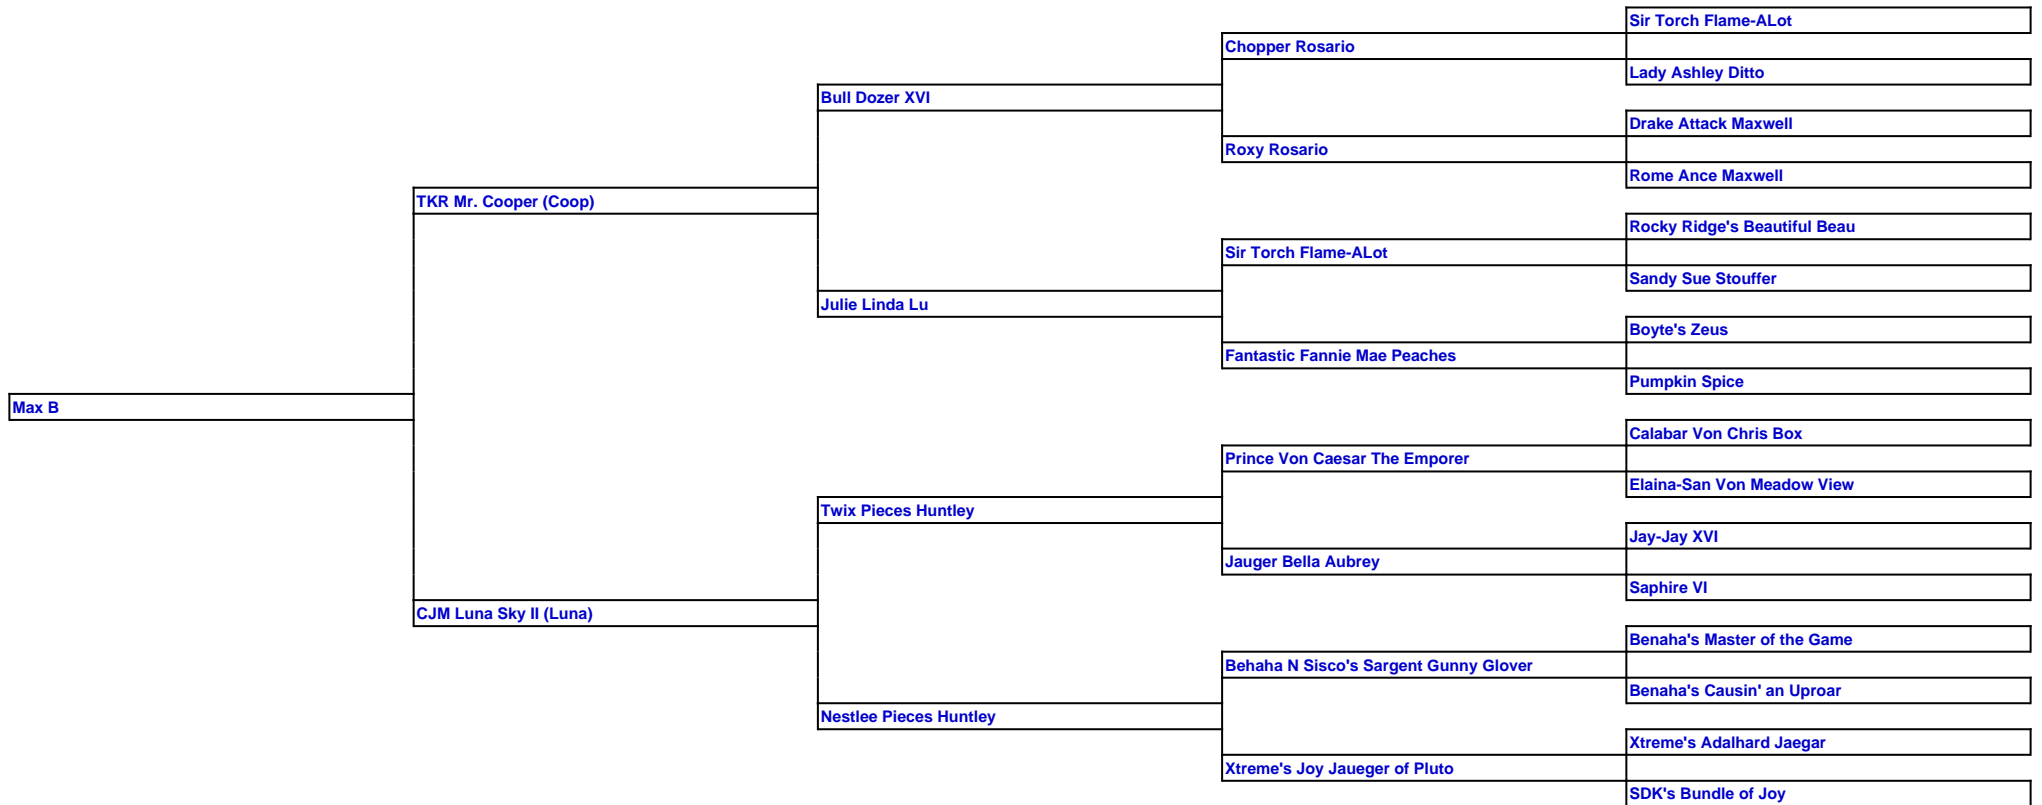 Sir Torch Flame-ALot
Chopper Rosario
Lady Ashley Ditto
Bull Dozer XVI
Drake Attack Maxwell
Roxy Rosario
Rome Ance Maxwell
TKR Mr. Cooper (Coop)
Rocky Ridge's Beautiful Beau
Sir Torch Flame-ALot
Sandy Sue Stouffer
Julie Linda Lu
Boyte's Zeus
Fantastic Fannie Mae Peaches
Pumpkin Spice
Max B
Calabar Von Chris Box
Prince Von Caesar The Emporer
Elaina-San Von Meadow View
Twix Pieces Huntley
Jay-Jay XVI
Jauger Bella Aubrey
Saphire VI
CJM Luna Sky II (Luna)
Benaha's Master of the Game
Behaha N Sisco's Sargent Gunny Glover
Benaha's Causin' an Uproar
Nestlee Pieces Huntley
Xtreme's Adalhard Jaegar
Xtreme's Joy Jaueger of Pluto
SDK's Bundle of Joy